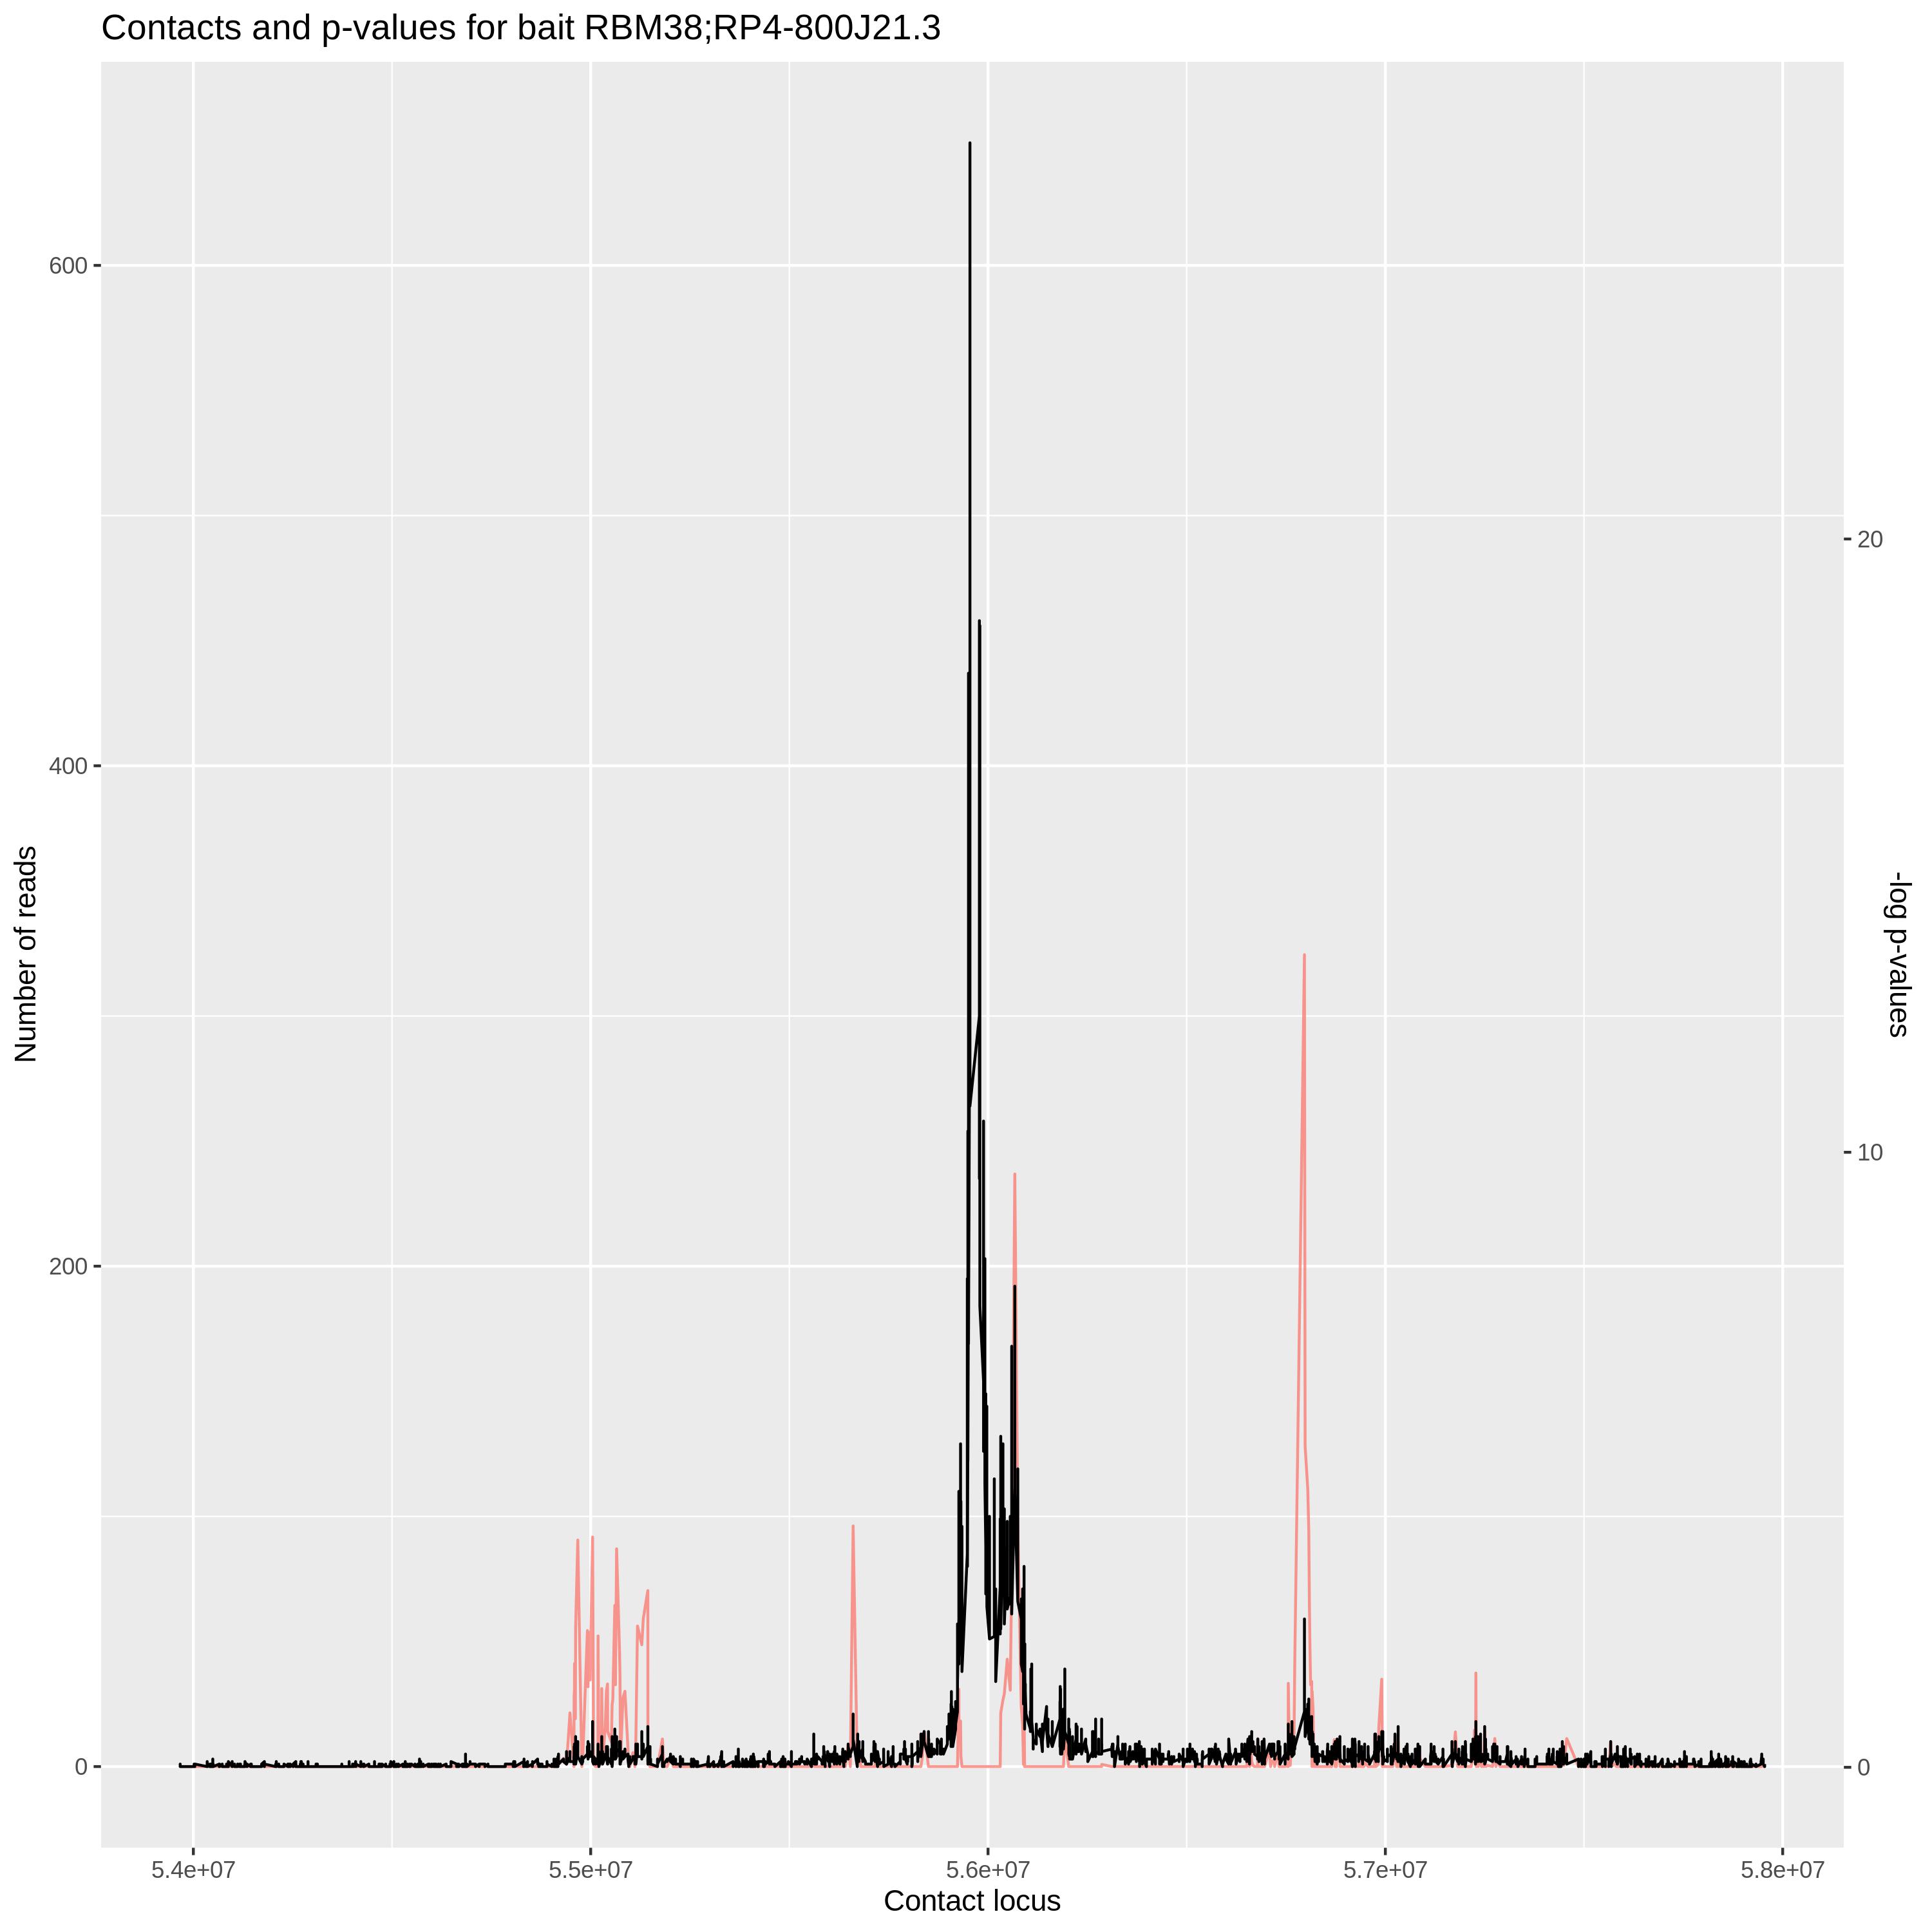 Contacts and p-values for bait RBM38;RP4-800J21.3
Number of reads
600
400
200
0
20
10
0
-log p-values
5.4e+07
5.5e+07
5.6e+07
5.7e+07
5.8e+07
Contact locus